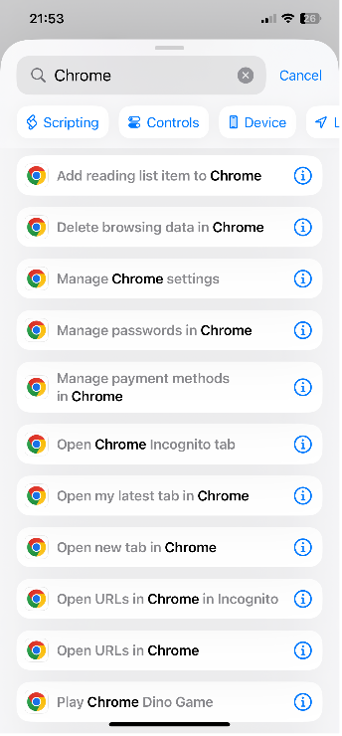 21:53
26
Chrome
Cancel
Scripting
Controls
Device
L
Add reading list item to Chrome
Delete browsing data in Chrome
Manage Chrome settings
Manage passwords in Chrome
Manage payment methods
in Chrome
Open Chrome Incognito tab
Open my latest tab in Chrome
Open new tab in Chrome
Open URLs in Chrome in Incognito
Open URLs in Chrome
Play Chrome Dino Game